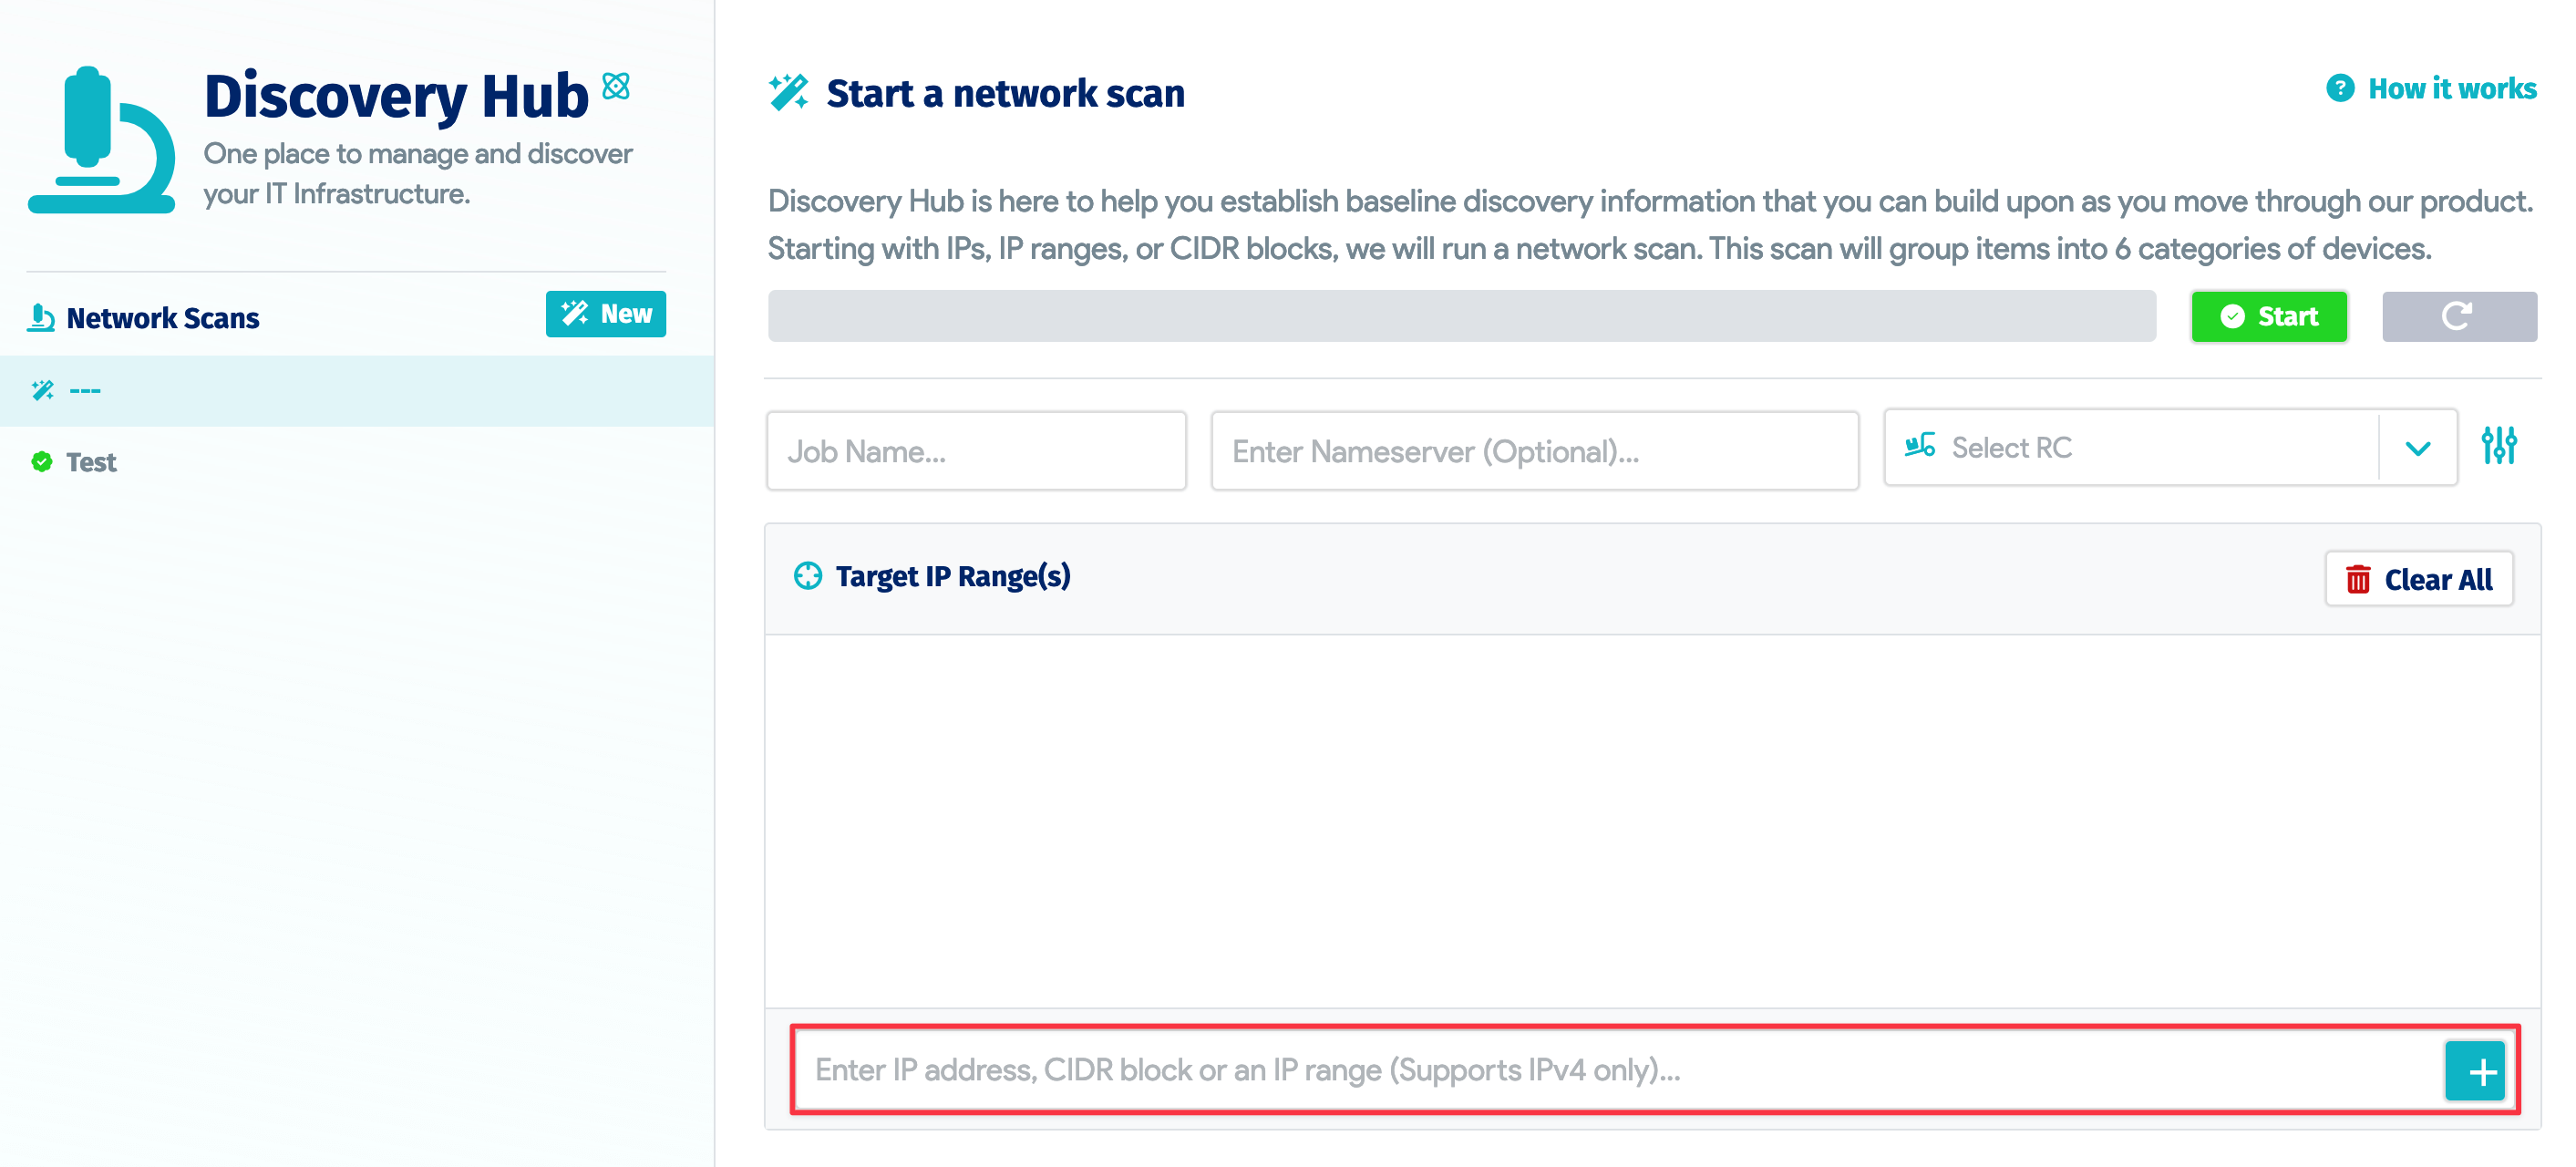 Discovery Hub
One place to manage and discover
your IT Infrastructure.
Network Scans
New
---
Test
Start a network scan
How it works
Discovery Hub is here to help you establish baseline discovery information that you can build upon as you move through our product.
Starting with IPs, IP ranges, or CIDR blocks, we will run a network scan. This scan will group items into 6 categories of devices.
Start
Job Name...
Enter Nameserver (Optional)...
Select RC
Target IP Range(s)
Clear All
Enter IP address, CIDR block or an IP range (Supports IPv4 only)...